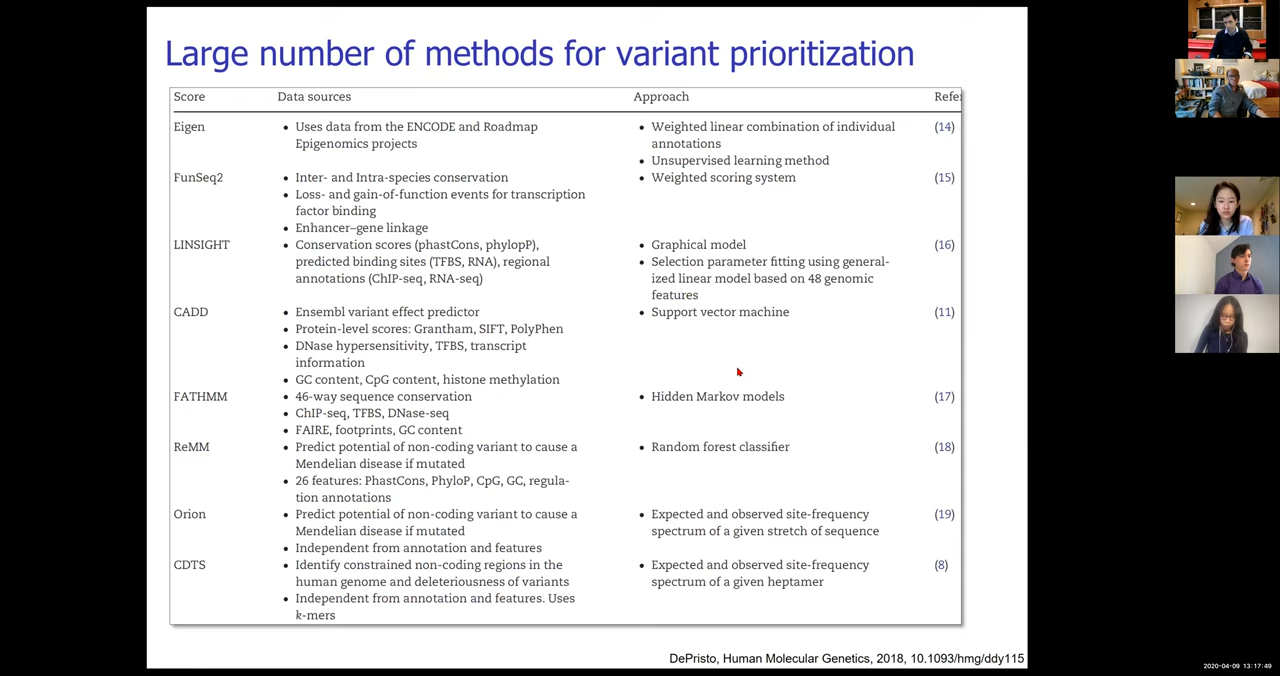 Large number of methods for variant prioritization
Score Data sources Approach Refe
Eigen • Uses data from the ENCODE and Roadmap • Weighted linear combination of individual (14)
Epigenomics projects annotations
• Unsupervised learning method
FunSeq2 • Inter- and Intra-species conservation • Weighted scoring system (15)
• Loss- and gain-of-function events for transcription
factor binding
• Enhancer–gene linkage
LINSIGHT • Conservation scores (phastCons, phylopP), • Graphical model (16)
predicted binding sites (TFBS, RNA), regional • Selection parameter fitting using general-
annotations (ChIP-seq, RNA-seq) ized linear model based on 48 genomic
features
CADD • Ensembl variant effect predictor • Support vector machine (11)
• Protein-level scores: Grantham, SIFT, PolyPhen
• DNase hypersensitivity, TFBS, transcript
information
• GC content, CpG content, histone methylation
FATHMM • 46-way sequence conservation • Hidden Markov models (17)
• ChIP-seq, TFBS, DNase-seq
• FAIRE, footprints, GC content
ReMM • Predict potential of non-coding variant to cause a • Random forest classifier (18)
Mendelian disease if mutated
• 26 features: PhastCons, PhyloP, CpG, GC, regula-
tion annotations
Orion • Predict potential of non-coding variant to cause a • Expected and observed site-frequency (19)
Mendelian disease if mutated spectrum of a given stretch of sequence
• Independent from annotation and features
CDTS • Identify constrained non-coding regions in the • Expected and observed site-frequency (8)
human genome and deleteriousness of variants spectrum of a given heptamer
• Independent from annotation and features. Uses
k-mers
DePristo, Human Molecular Genetics, 2018, 10.1093/hmg/ddy115
2020-04-09 13:17:49